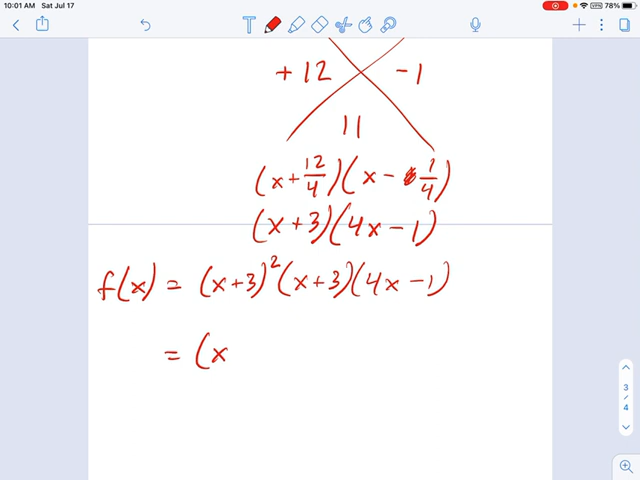 10:01 AM Sat Jul 17
78%
+12 -1
11
(x+12/4)(x-1/4)
(x+3)(4x-1)
f(x) = (x+3)²(x+3)(4x-1)
= (x
3
/
4